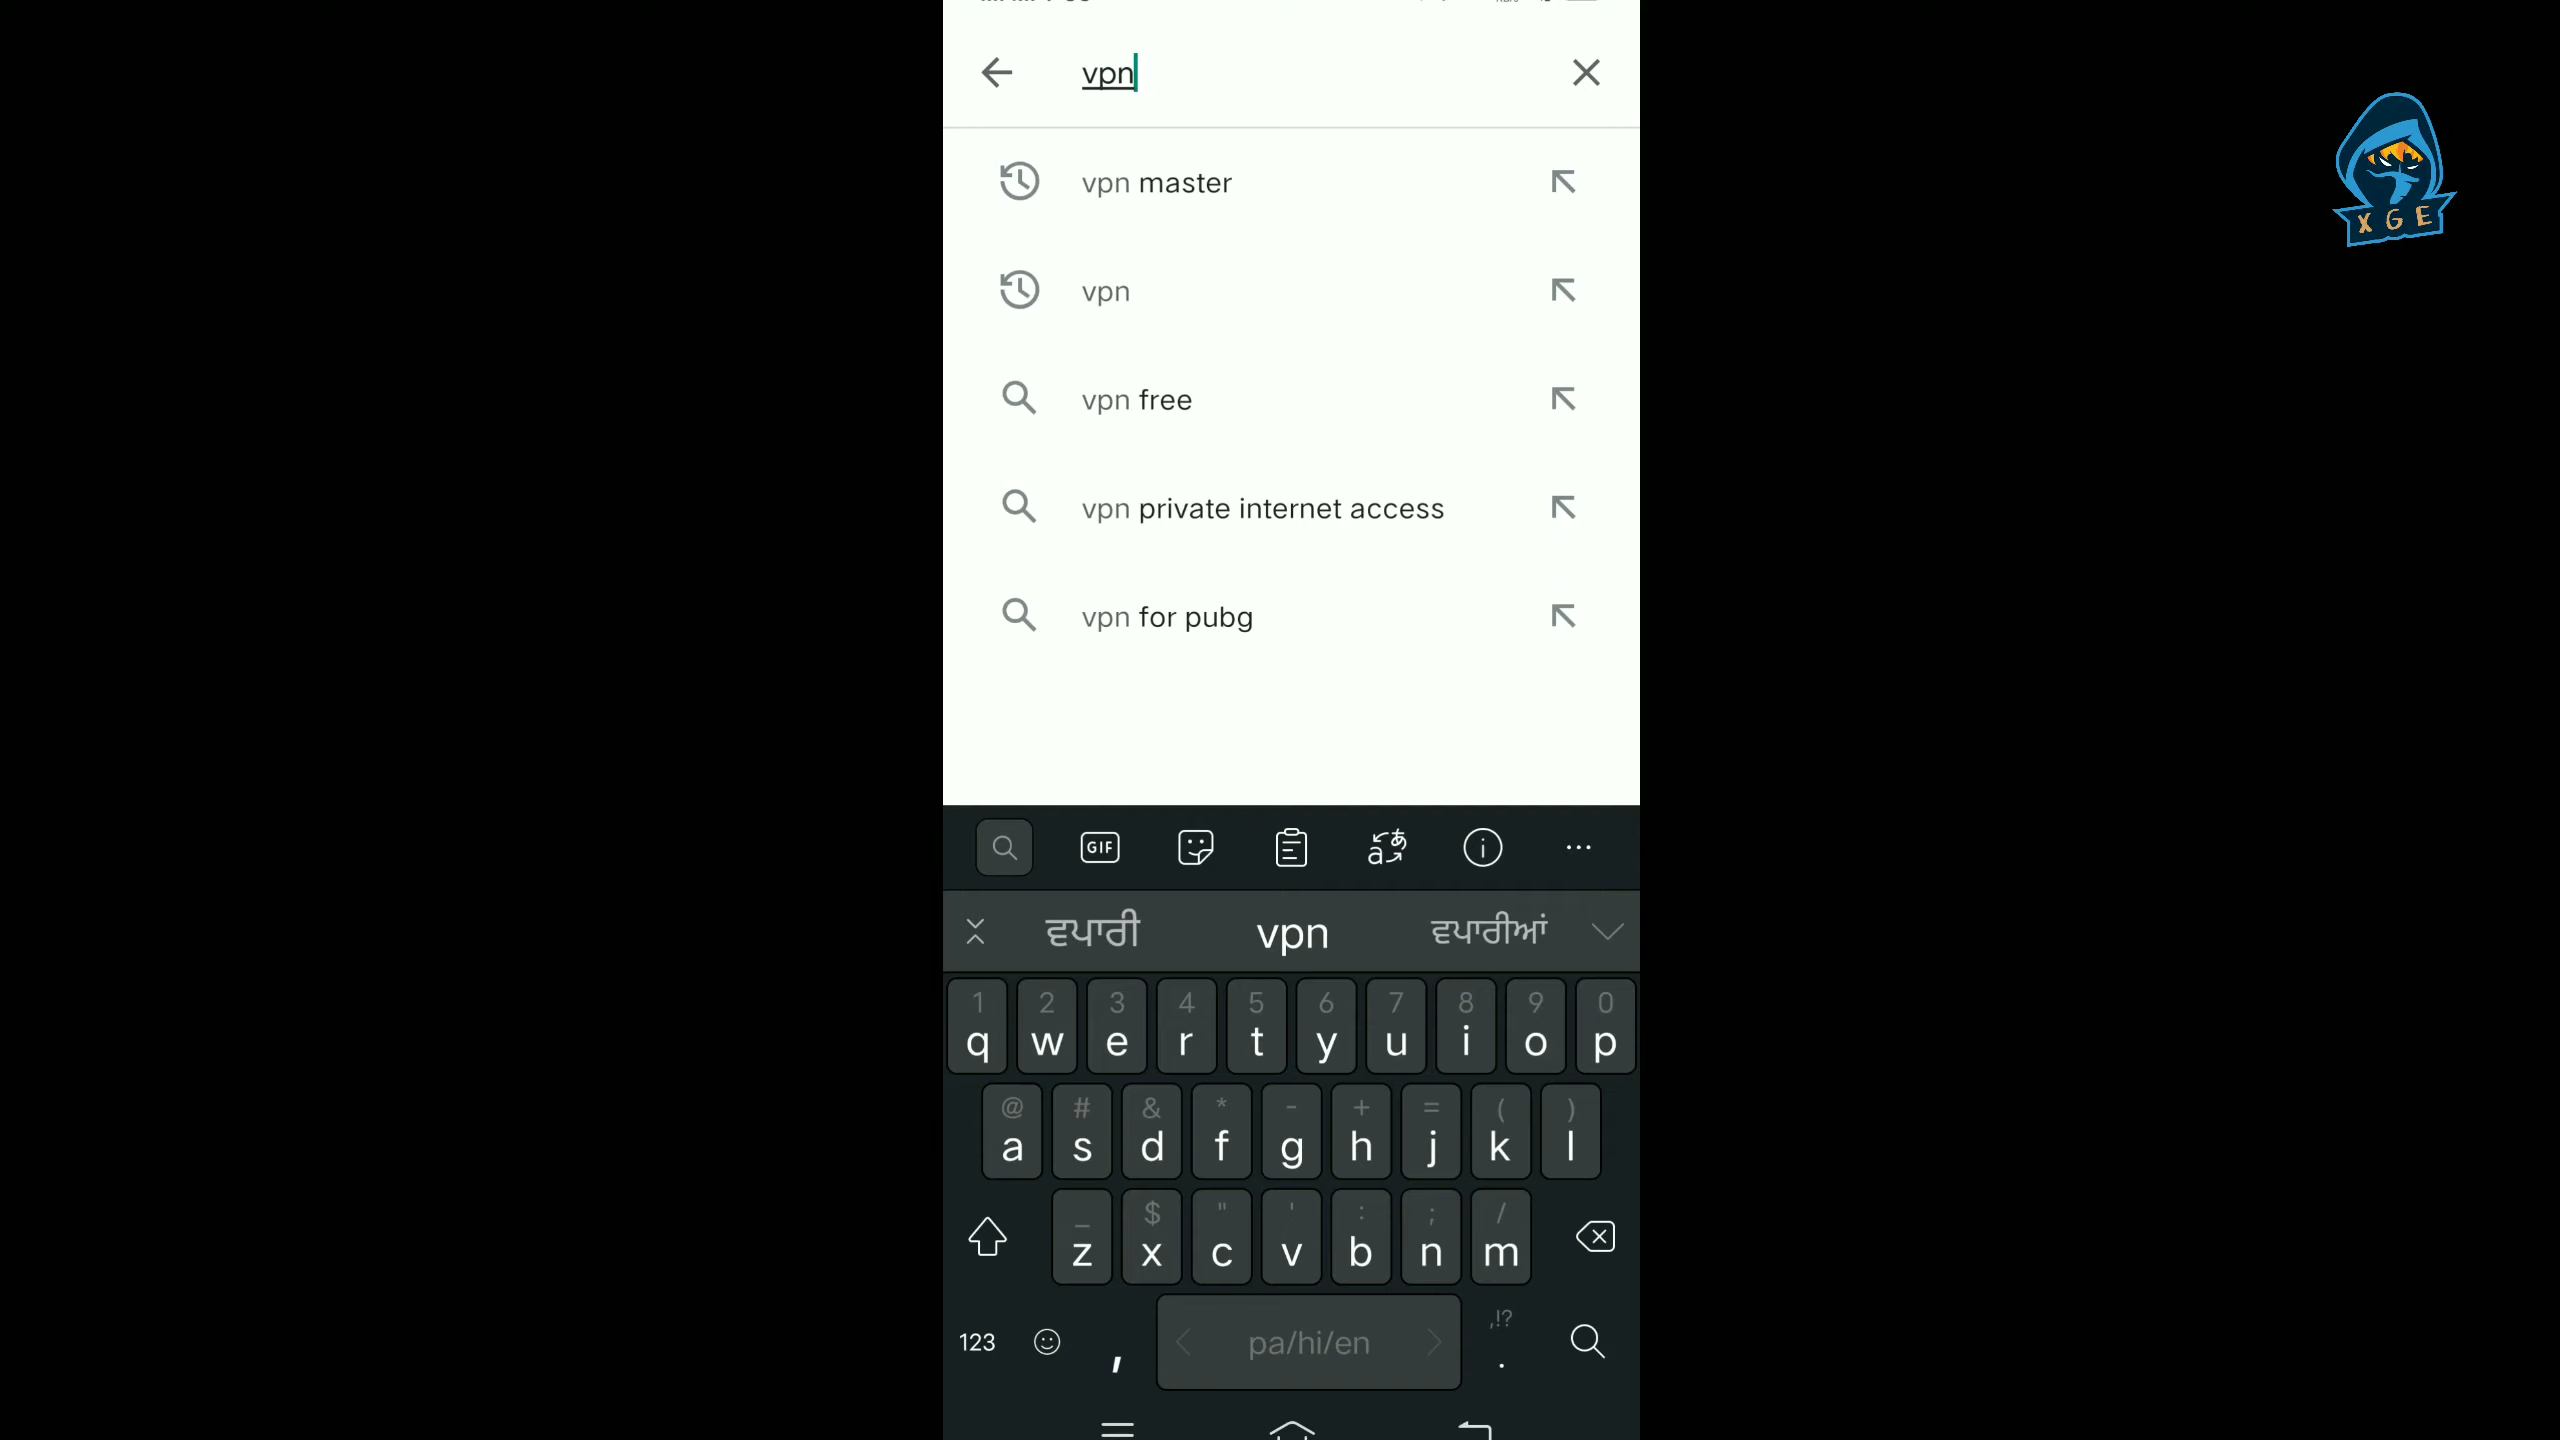 vpn
vpn master
vpn
vpn free
vpn private internet access
vpn for pubg
X G E
GIF
ਵਪਾਰੀ vpn ਵਪਾਰੀਆਂ
1 2 3 4 5 6 7 8 9 0
q w e r t y u i o p
@ # & * - + = ( )
a s d f g h j k l
_ $ " ' : ; /
z x c v b n m
,!?
123 , pa/hi/en .